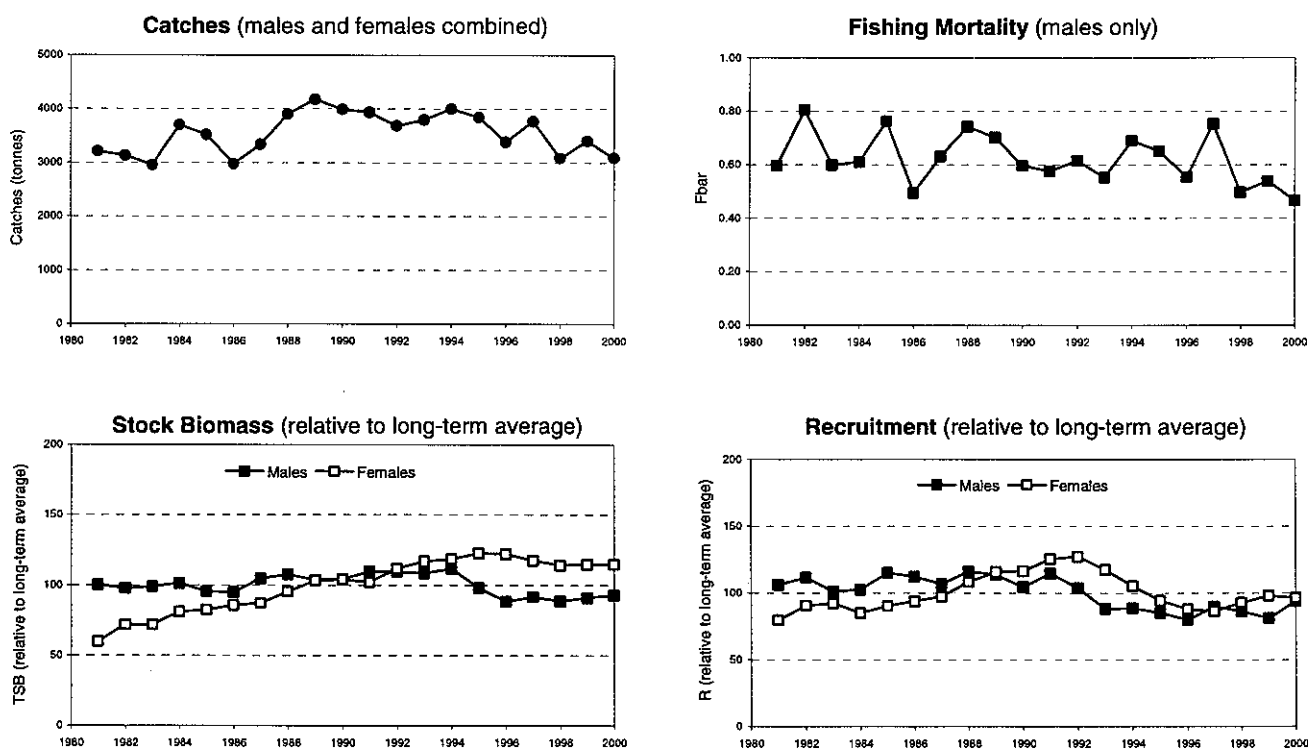 Catches (males and females combined)
5000
4000
3000
2000
1000
0
Catches (tonnes)
1980 1982 1984 1986 1988 1990 1992 1994 1996 1998 2000
Fishing Mortality (males only)
1.00
0.80
0.60
0.40
0.20
0.00
Fbar
1980 1982 1984 1986 1988 1990 1992 1994 1996 1998 2000
Stock Biomass (relative to long-term average)
200
150
100
50
0
TSB (relative to long-term average)
Males Females
1980 1982 1984 1986 1988 1990 1992 1994 1996 1998 2000
Recruitment (relative to long-term average)
200
150
100
50
0
R (relative to long-term average)
Males Females
1980 1982 1984 1986 1988 1990 1992 1994 1996 1998 2000